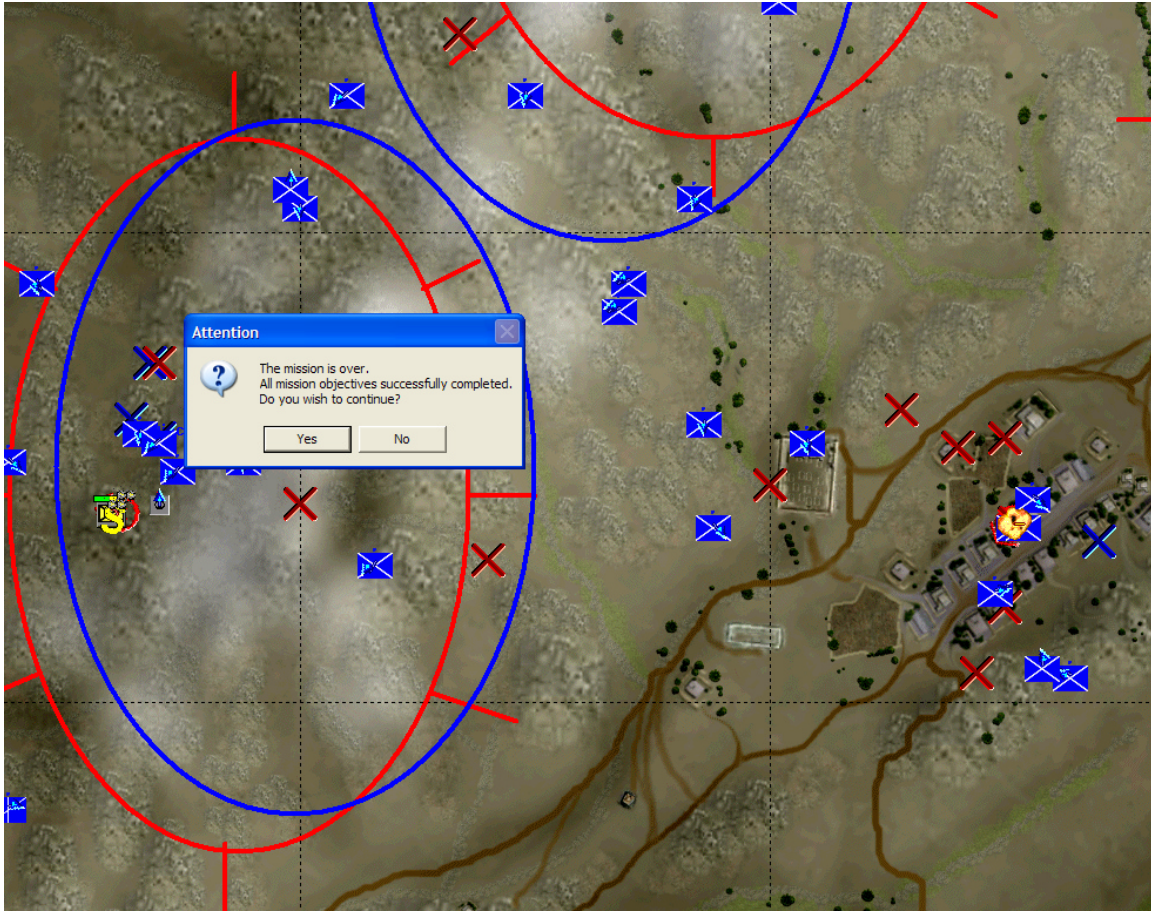 Attention
The mission is over.
All mission objectives successfully completed.
Do you wish to continue?
Yes
No